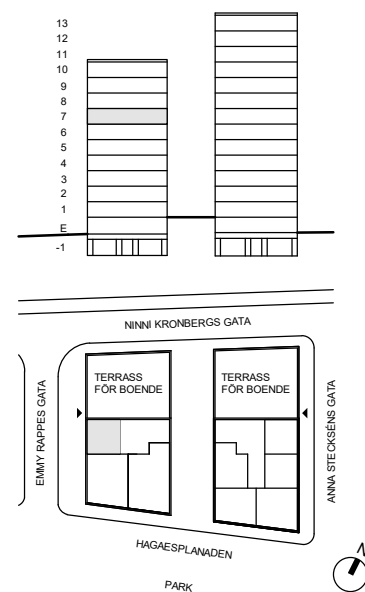 13
12
11
10
9
8
7
6
5
4
3
2
1
E
-1
NINNI KRONBERGS GATA
EMMY RAPPES GATA
TERRASS
FÖR BOENDE
TERRASS
FÖR BOENDE
ANNA STECKSÉNS GATA
HAGAESPLANADEN
PARK
N